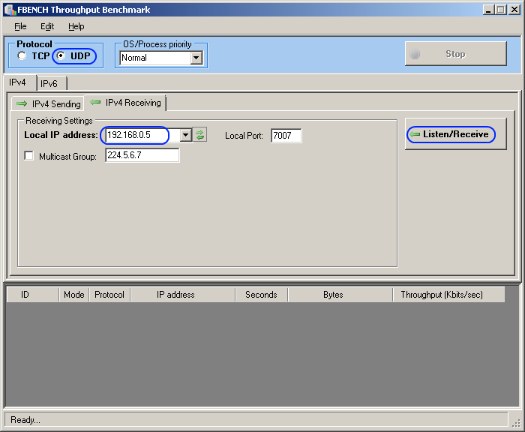 FBENCH Throughput Benchmark
File Edit Help
Protocol
TCP UDP
OS/Process priority
Normal
Stop
IPv4 IPv6
IPv4 Sending IPv4 Receiving
Receiving Settings
Local IP address: 192.168.0.5 Local Port: 7007
Listen/Receive
Multicast Group: 224.5.6.7
ID Mode Protocol IP address Seconds Bytes Throughput (Kbits/sec)
Ready...